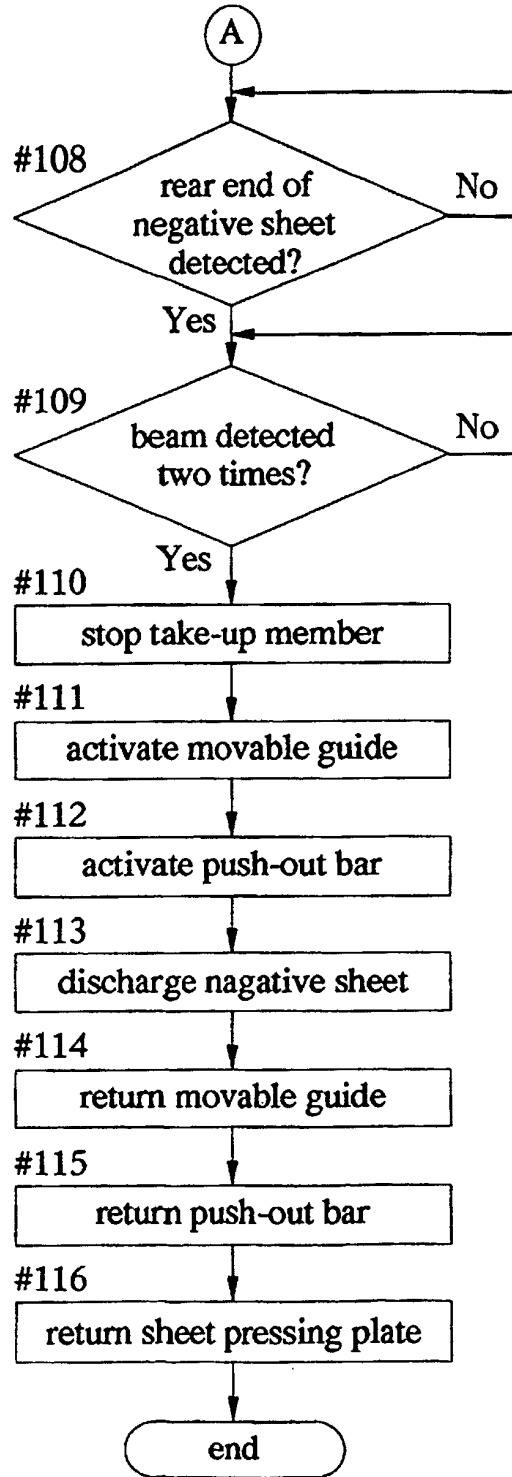 A
#108
rear end of
negative sheet
detected?
No
Yes
#109
beam detected
two times?
No
Yes
#110
stop take-up member
#111
activate movable guide
#112
activate push-out bar
#113
discharge nagative sheet
#114
return movable guide
#115
return push-out bar
#116
return sheet pressing plate
end